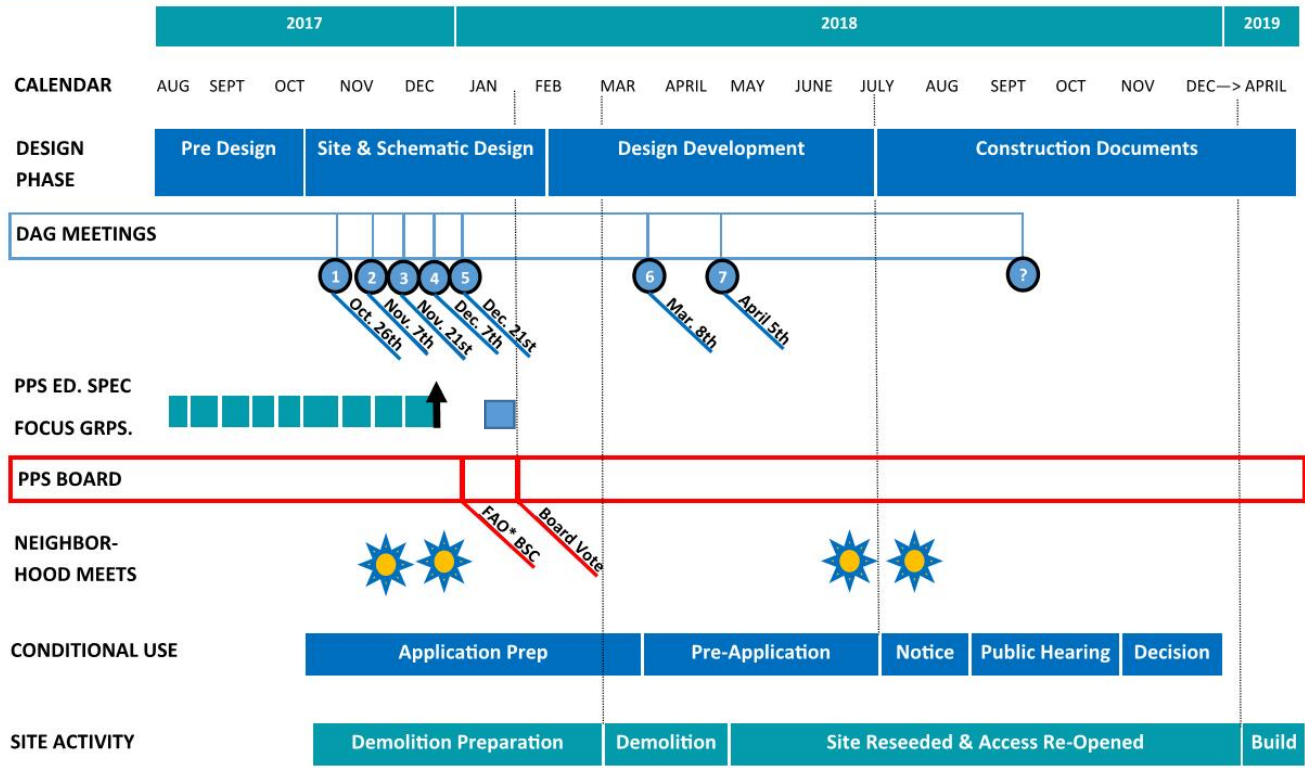 2017 2018 2019
CALENDAR AUG SEPT OCT NOV DEC JAN FEB MAR APRIL MAY JUNE JULY AUG SEPT OCT NOV DEC—> APRIL
DESIGN
PHASE
Pre Design Site & Schematic Design Design Development Construction Documents
DAG MEETINGS
1 2 3 4 5 6 7 ?
Oct. 26th
Nov. 7th
Nov. 21st
Dec. 7th
Dec. 21st
Mar. 8th
April 5th
PPS ED. SPEC
FOCUS GRPS.
PPS BOARD
FAO* BSC
Board Vote
NEIGHBOR-
HOOD MEETS
CONDITIONAL USE Application Prep Pre-Application Notice Public Hearing Decision
SITE ACTIVITY Demolition Preparation Demolition Site Reseeded & Access Re-Opened Build